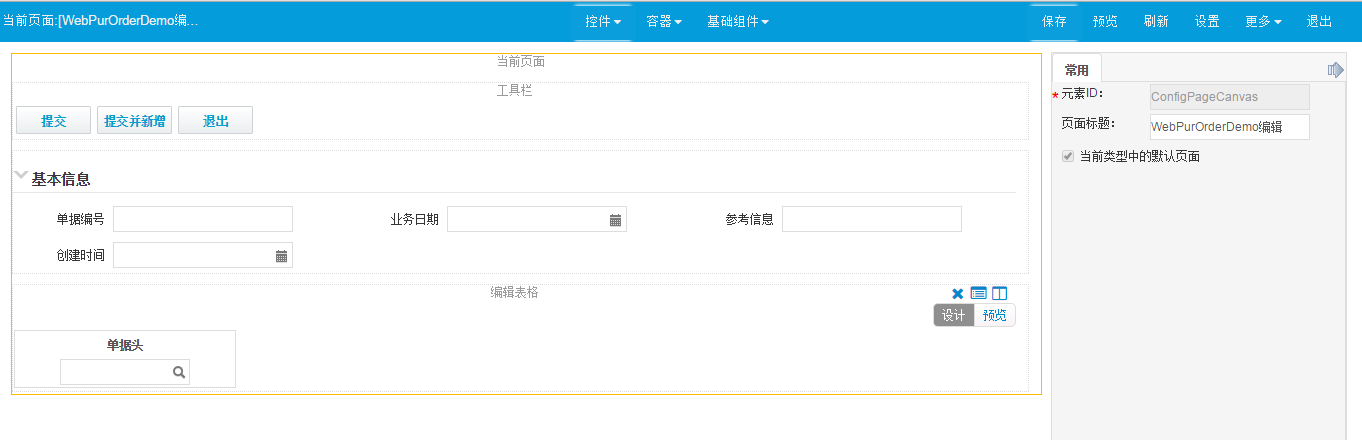 当前页面:[WebPurOrderDemo编... 控件 容器 基础组件 保存 预览 刷新 设置 更多 退出
当前页面
工具栏
提交 提交并新增 退出
基本信息
单据编号 业务日期 参考信息
创建时间
编辑表格
设计 预览
单据头
常用
*元素ID： ConfigPageCanvas
页面标题： WebPurOrderDemo编辑
当前类型中的默认页面